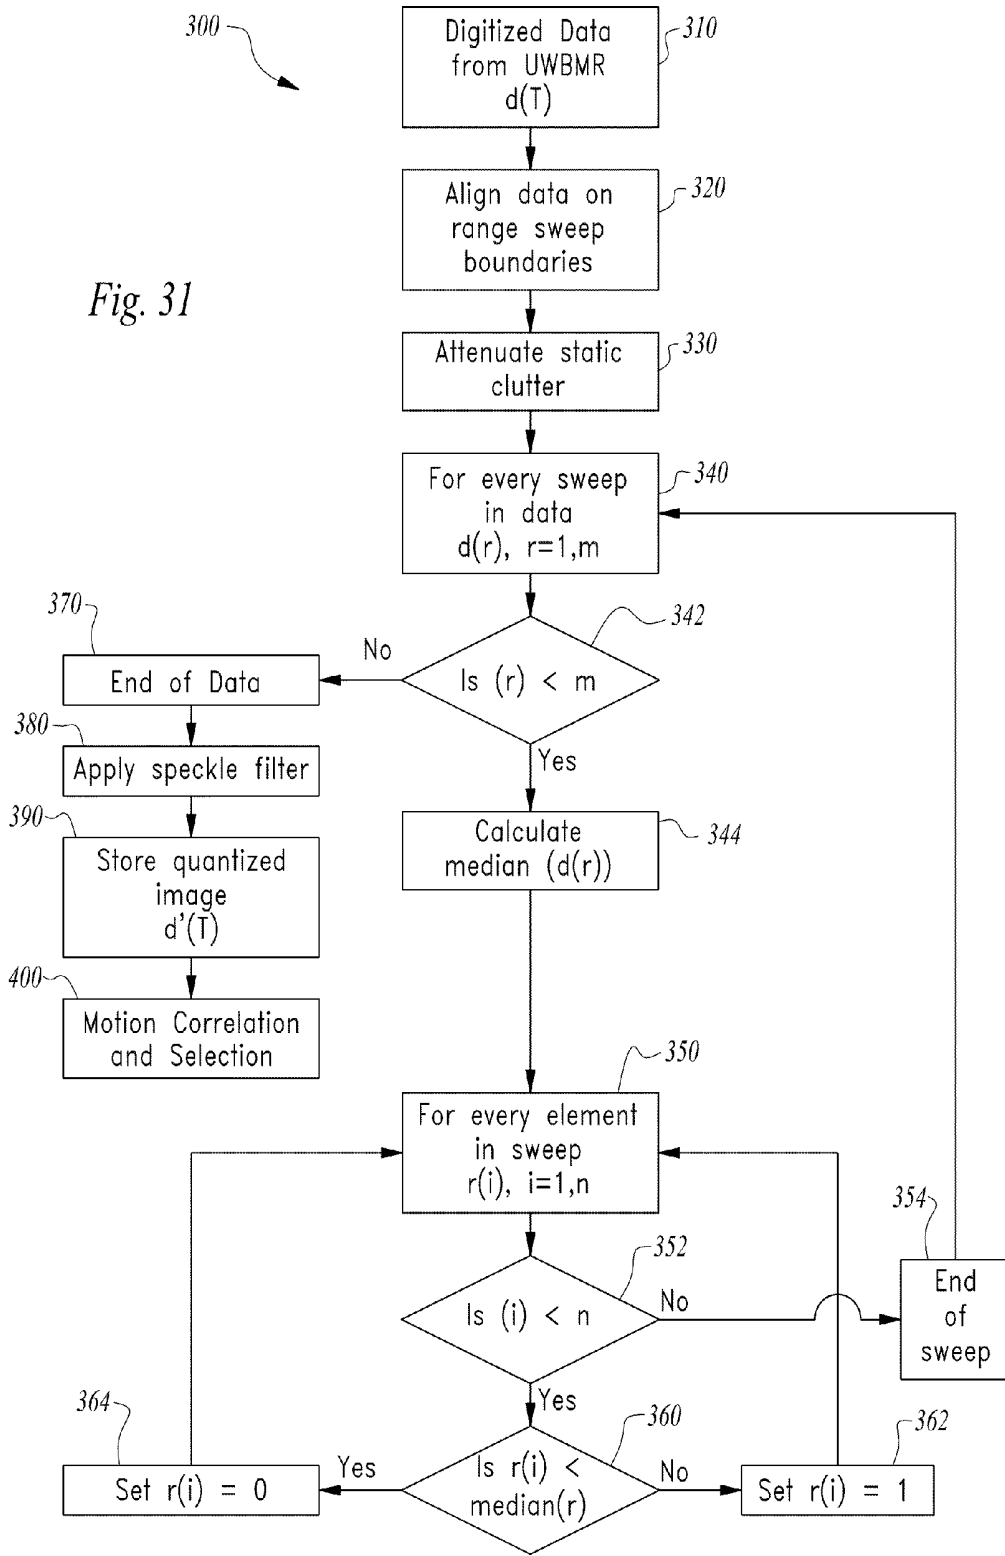 300
Digitized Data
from UWBMR
d(T)
310
Align data on
range sweep
boundaries
320
Fig. 31
Attenuate static
clutter
330
For every sweep
in data
d(r), r=1,m
340
Is (r) < m
342
No
Yes
370
End of Data
380
Apply speckle filter
390
Store quantized
image
d'(T)
400
Motion Correlation
and Selection
Calculate
median (d(r))
344
For every element
in sweep
r(i), i=1,n
350
Is (i) < n
352
No
Yes
354
End
of
sweep
Is r(i) <
median(r)
360
Yes
No
364
Set r(i) = 0
362
Set r(i) = 1